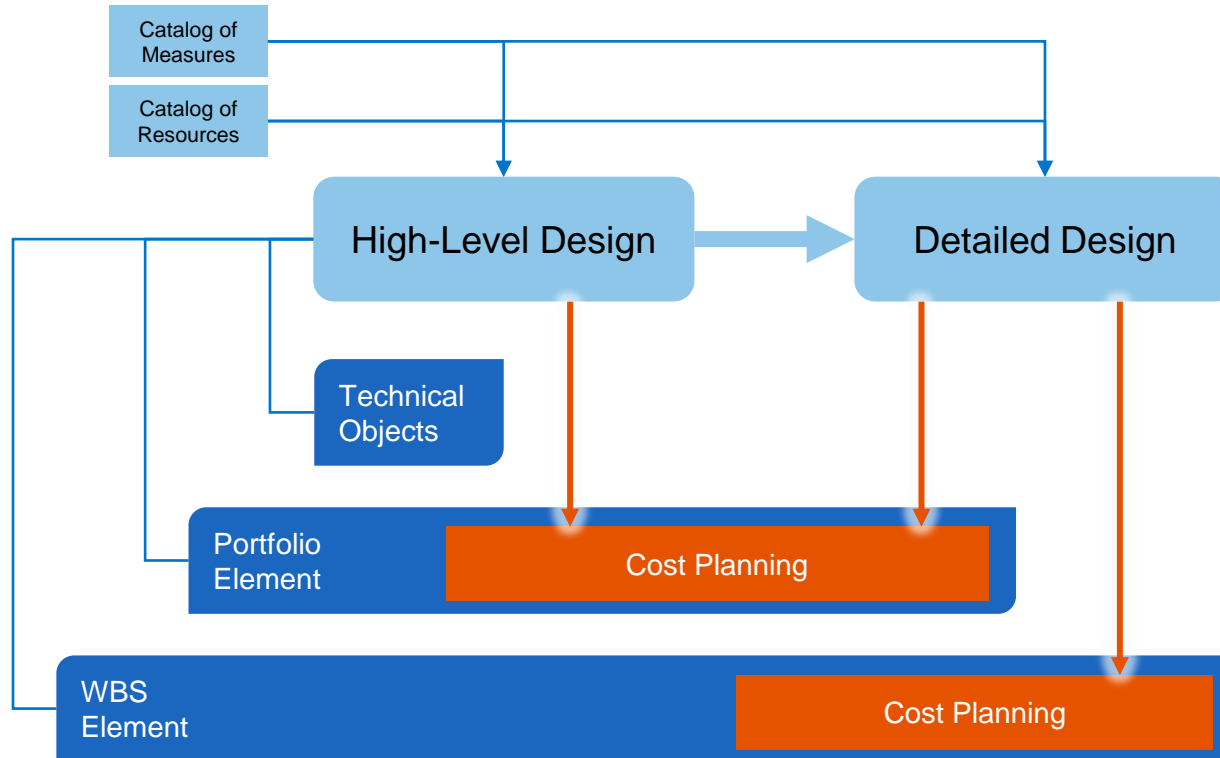 Catalog of
Measures
Catalog of
Resources
High-Level Design
Detailed Design
Technical
Objects
Portfolio
Element
Cost Planning
WBS
Element
Cost Planning